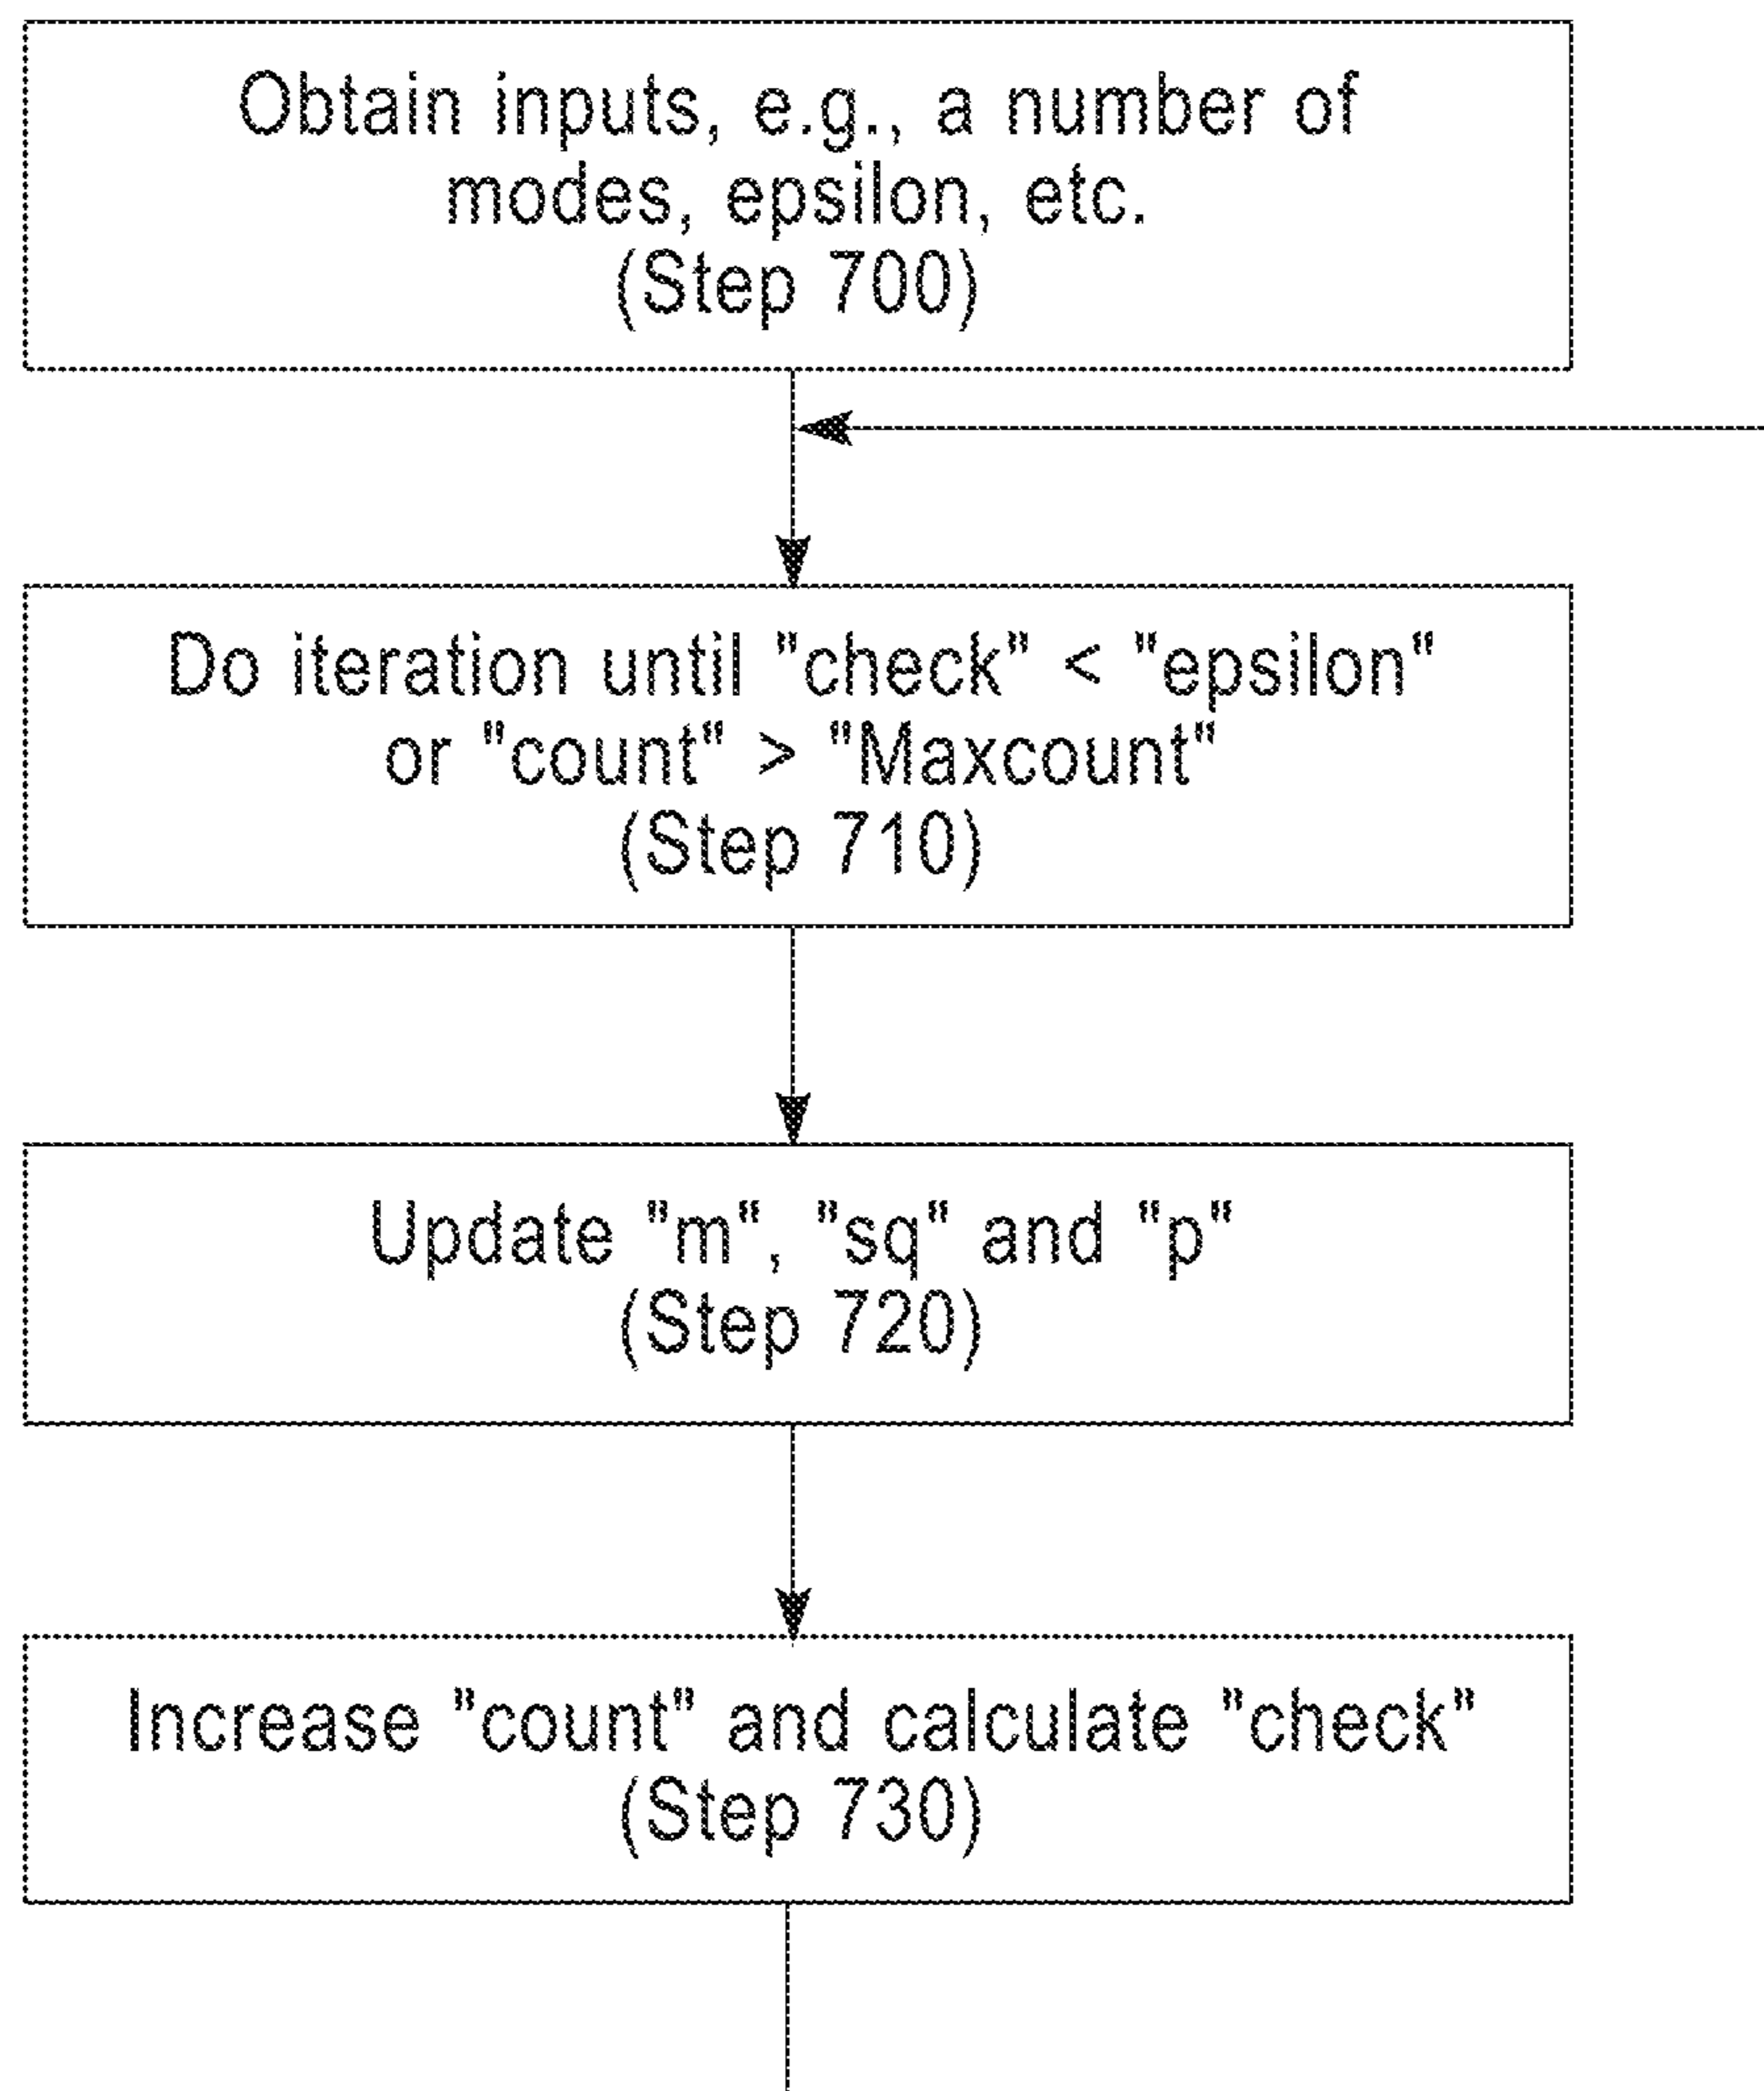 Obtain inputs, e.g., a number of
modes, epsilon, etc.
(Step 700)
Do iteration until "check" < "epsilon"
or "count" > "Maxcount"
(Step 710)
Update "m", "sq" and "p"
(Step 720)
Increase "count" and calculate "check"
(Step 730)